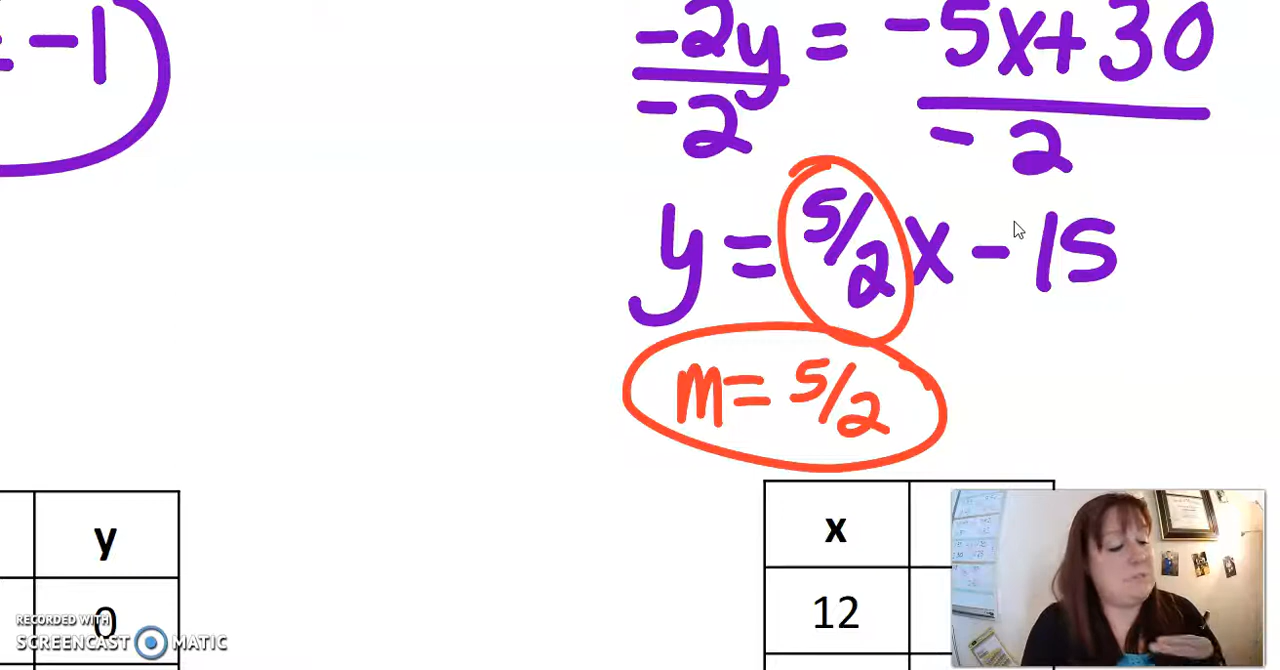 = -1
-2y = -5x + 30
-2 -2
y = 5/2 x - 15
m = 5/2
y
x
0
12
RECORDED WITH
SCREENCAST MATIC